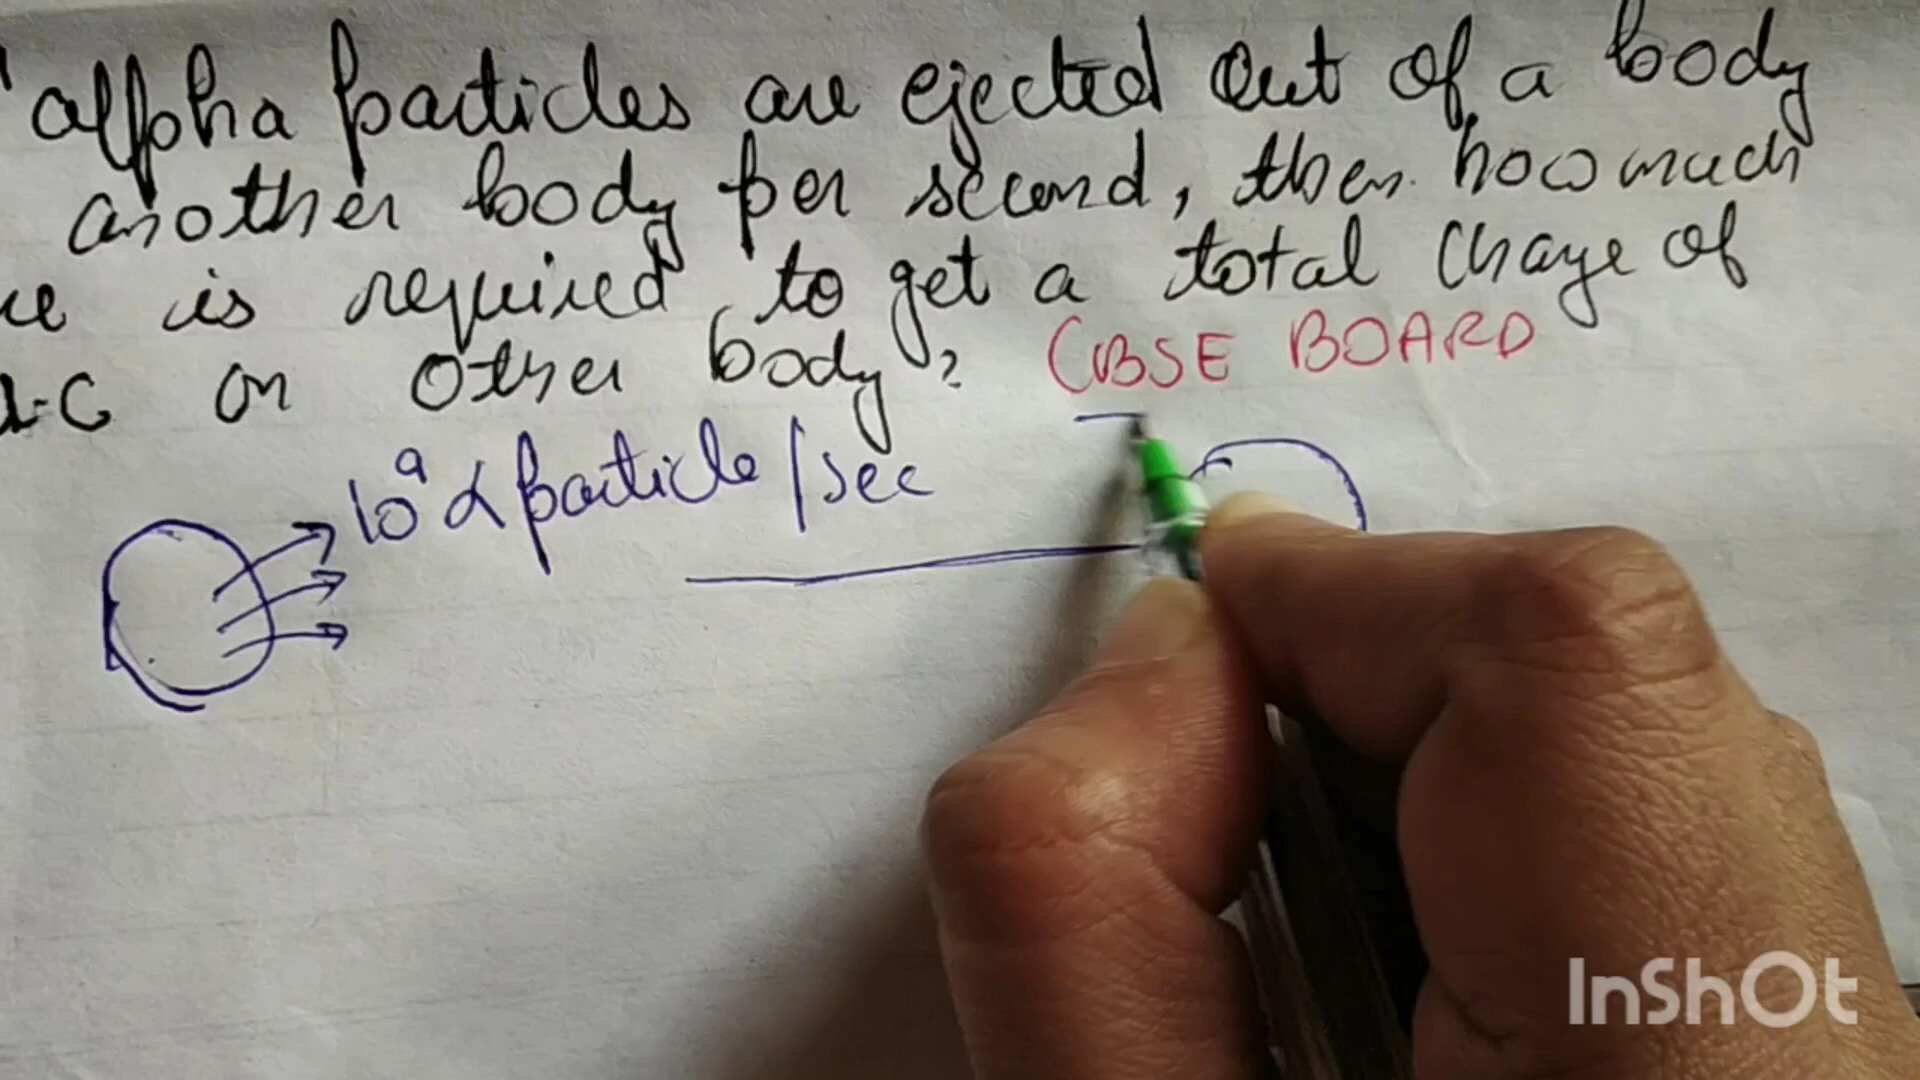 alpha particles are ejected out of a body
another body per second, then how much
is required to get a total charge of
C on other body? CBSE BOARD
10⁹ α particle/sec
InShOt